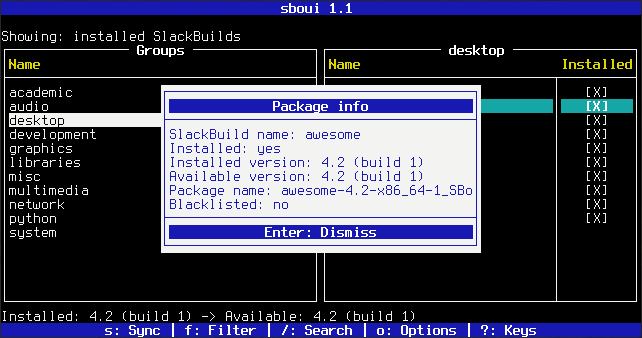 sboui 1.1
Showing: installed SlackBuilds
Groups
desktop
Name
Name Installed
academic [X]
audio [X]
desktop [X]
development [X]
graphics [X]
libraries [X]
misc [X]
multimedia [X]
network [X]
python [X]
system
Package info
SlackBuild name: awesome
Installed: yes
Installed version: 4.2 (build 1)
Available version: 4.2 (build 1)
Package name: awesome-4.2-x86_64-1_SBo
Blacklisted: no
Enter: Dismiss
Installed: 4.2 (build 1) -> Available: 4.2 (build 1)
s: Sync | f: Filter | /: Search | o: Options | ?: Keys